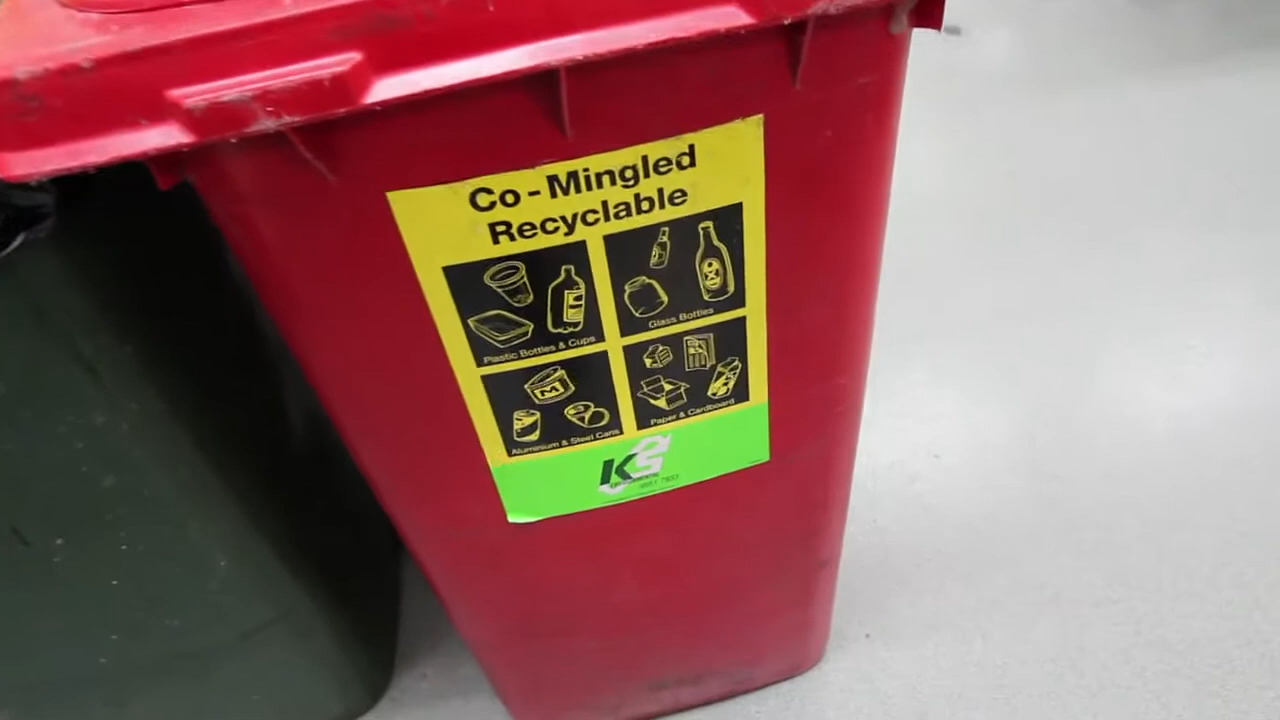 Co-Mingled
Recyclable
Plastic Bottles & Cups
Glass Bottles
M
Aluminium & Steel Cans
Paper & Cardboard
KS